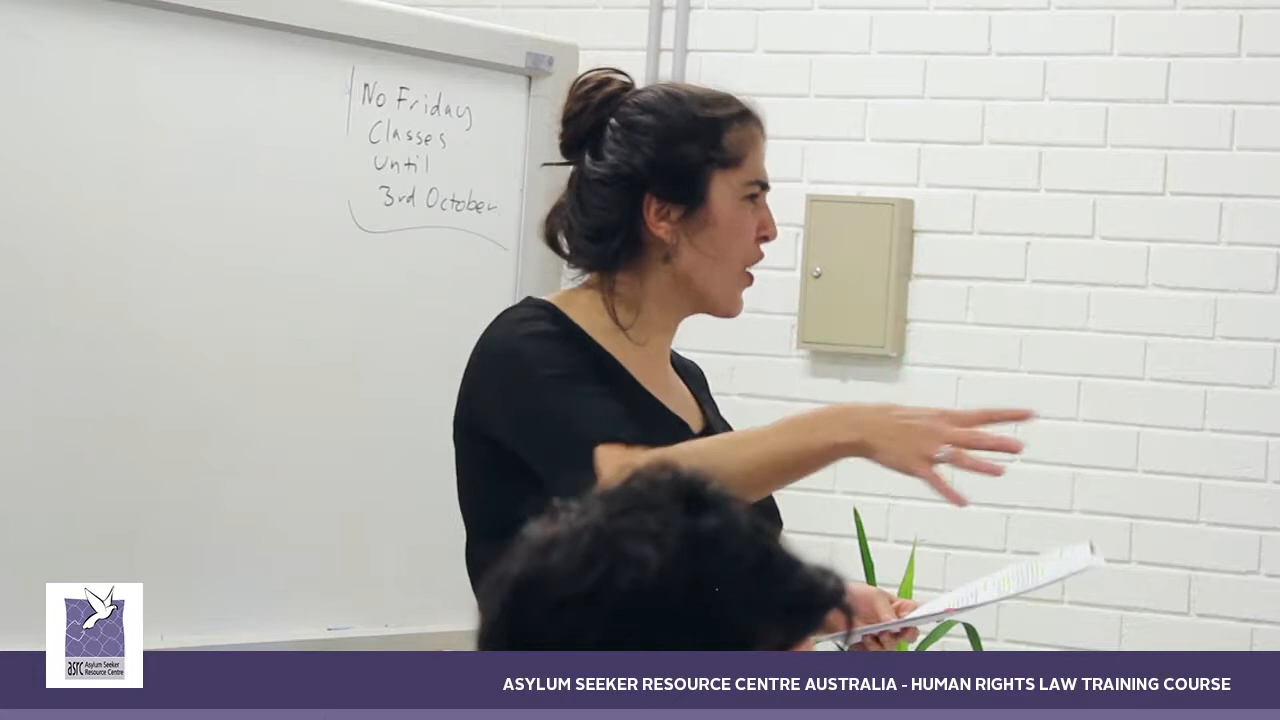 No Friday
Classes
Until
3rd October
asrc Asylum Seeker
Resource Centre
ASYLUM SEEKER RESOURCE CENTRE AUSTRALIA - HUMAN RIGHTS LAW TRAINING COURSE